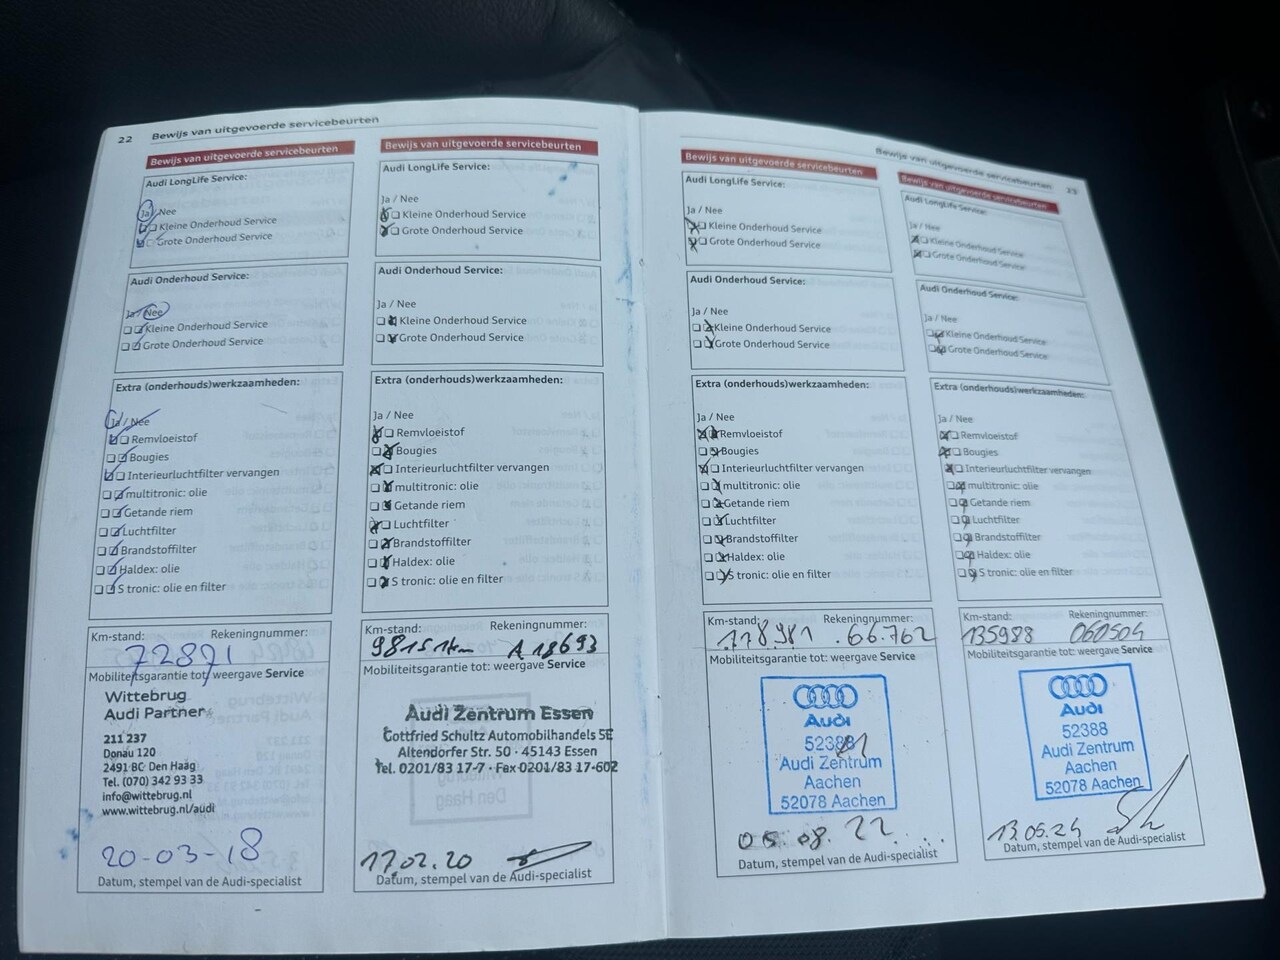 22 Bewijs van uitgevoerde servicebeurten
Bewijs van uitgevoerde servicebeurten
Audi LongLife Service:
Ja / Nee
Kleine Onderhoud Service
Grote Onderhoud Service
Audi Onderhoud Service:
Ja / Nee
Kleine Onderhoud Service
Grote Onderhoud Service
Extra (onderhouds)werkzaamheden:
Ja / Nee
Remvloeistof
Bougies
Interieurluchtfilter vervangen
multitronic: olie
Getande riem
Luchtfilter
Brandstoffilter
Haldex: olie
S tronic: olie en filter
Km-stand: Rekeningnummer:
72871
Mobiliteitsgarantie tot: weergave Service
Wittebrug
Audi Partner
211 237
Donau 120
2491 BC Den Haag
Tel. (070) 342 93 33
info@wittebrug.nl
www.wittebrug.nl/audi
20-03-18
Datum, stempel van de Audi-specialist
Bewijs van uitgevoerde servicebeurten
Audi LongLife Service:
Ja / Nee
Kleine Onderhoud Service
Grote Onderhoud Service
Audi Onderhoud Service:
Ja / Nee
Kleine Onderhoud Service
Grote Onderhoud Service
Extra (onderhouds)werkzaamheden:
Ja / Nee
Remvloeistof
Bougies
Interieurluchtfilter vervangen
multitronic: olie
Getande riem
Luchtfilter
Brandstoffilter
Haldex: olie
S tronic: olie en filter
Km-stand: Rekeningnummer:
98151km A18693
Mobiliteitsgarantie tot: weergave Service
Audi Zentrum Essen
Gottfried Schultz Automobilhandels SE
Altendorfer Str. 50 · 45143 Essen
Tel. 0201/83 17-7 · Fax 0201/83 17-602
17.02.20
Datum, stempel van de Audi-specialist
Bewijs van uitgevoerde servicebeurten 23
Bewijs van uitgevoerde servicebeurten
Audi LongLife Service:
Ja / Nee
Kleine Onderhoud Service
Grote Onderhoud Service
Audi Onderhoud Service:
Ja / Nee
Kleine Onderhoud Service
Grote Onderhoud Service
Extra (onderhouds)werkzaamheden:
Ja / Nee
Remvloeistof
Bougies
Interieurluchtfilter vervangen
multitronic: olie
Getande riem
Luchtfilter
Brandstoffilter
Haldex: olie
S tronic: olie en filter
Km-stand: Rekeningnummer:
118981 66.762
Mobiliteitsgarantie tot: weergave Service
Audi
52388
Audi Zentrum
Aachen
52078 Aachen
05.08.22
Datum, stempel van de Audi-specialist
Bewijs van uitgevoerde servicebeurten
Audi LongLife Service:
Ja / Nee
Kleine Onderhoud Service
Grote Onderhoud Service
Audi Onderhoud Service:
Ja / Nee
Kleine Onderhoud Service
Grote Onderhoud Service
Extra (onderhouds)werkzaamheden:
Ja / Nee
Remvloeistof
Bougies
Interieurluchtfilter vervangen
multitronic: olie
Getande riem
Luchtfilter
Brandstoffilter
Haldex: olie
S tronic: olie en filter
Km-stand: Rekeningnummer:
135988 060504
Mobiliteitsgarantie tot: weergave Service
Audi
52388
Audi Zentrum
Aachen
52078 Aachen
13.05.24
Datum, stempel van de Audi-specialist